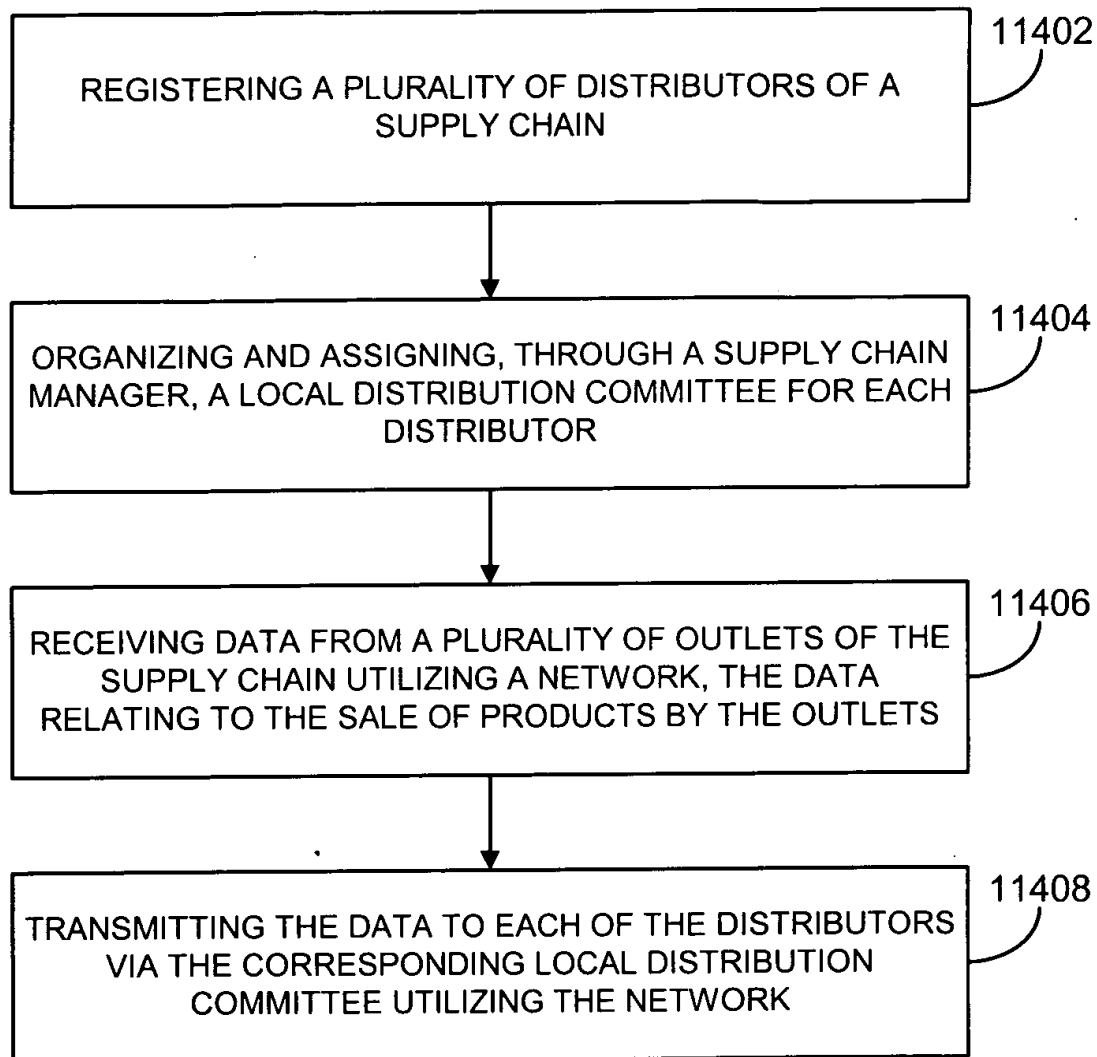 11402
REGISTERING A PLURALITY OF DISTRIBUTORS OF A
SUPPLY CHAIN
11404
ORGANIZING AND ASSIGNING, THROUGH A SUPPLY CHAIN
MANAGER, A LOCAL DISTRIBUTION COMMITTEE FOR EACH
DISTRIBUTOR
11406
RECEIVING DATA FROM A PLURALITY OF OUTLETS OF THE
SUPPLY CHAIN UTILIZING A NETWORK, THE DATA
RELATING TO THE SALE OF PRODUCTS BY THE OUTLETS
11408
TRANSMITTING THE DATA TO EACH OF THE DISTRIBUTORS
VIA THE CORRESPONDING LOCAL DISTRIBUTION
COMMITTEE UTILIZING THE NETWORK